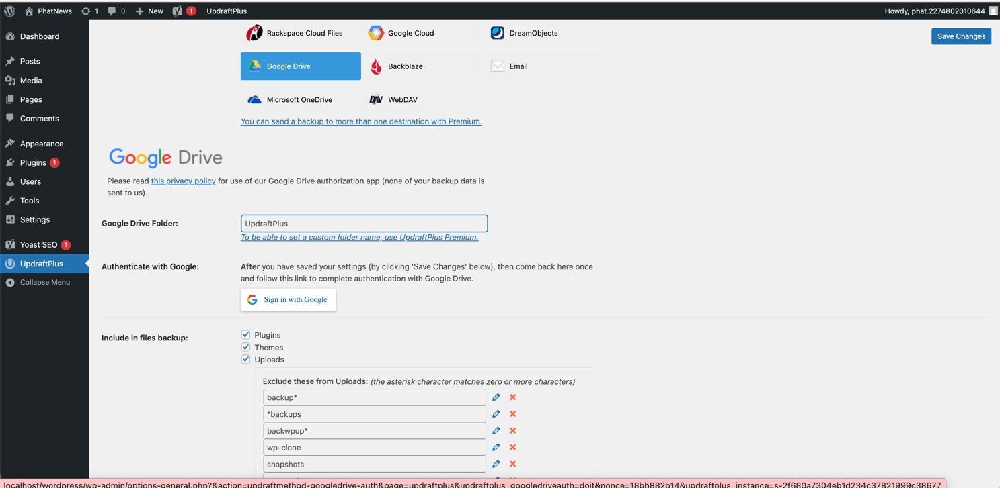 PhatNews 1 0 New 1 UpdraftPlus Howdy, phat.2274802010644
Dashboard
Posts
Media
Pages
Comments
Appearance
Plugins 1
Users
Tools
Settings
Yoast SEO 1
UpdraftPlus
Collapse Menu
Rackspace Cloud Files Google Cloud DreamObjects
Save Changes
Google Drive Backblaze Email
Microsoft OneDrive DAV WebDAV
You can send a backup to more than one destination with Premium.
Google Drive
Please read this privacy policy for use of our Google Drive authorization app (none of your backup data is
sent to us).
Google Drive Folder: UpdraftPlus
To be able to set a custom folder name, use UpdraftPlus Premium.
Authenticate with Google: After you have saved your settings (by clicking 'Save Changes' below), then come back here once
and follow this link to complete authentication with Google Drive.
Sign in with Google
Include in files backup: Plugins
Themes
Uploads
Exclude these from Uploads: (the asterisk character matches zero or more characters)
backup*
*backups
backwpup*
wp-clone
snapshots
localhost/wordpress/wp-admin/options-general.php?&action=updraftmethod-googledrive-auth&page=updraftplus&updraftplus_googledriveauth=doit&nonce=18bb882b14&updraftplus_instance=s-2f680a7304eb1d234c37821999c38677